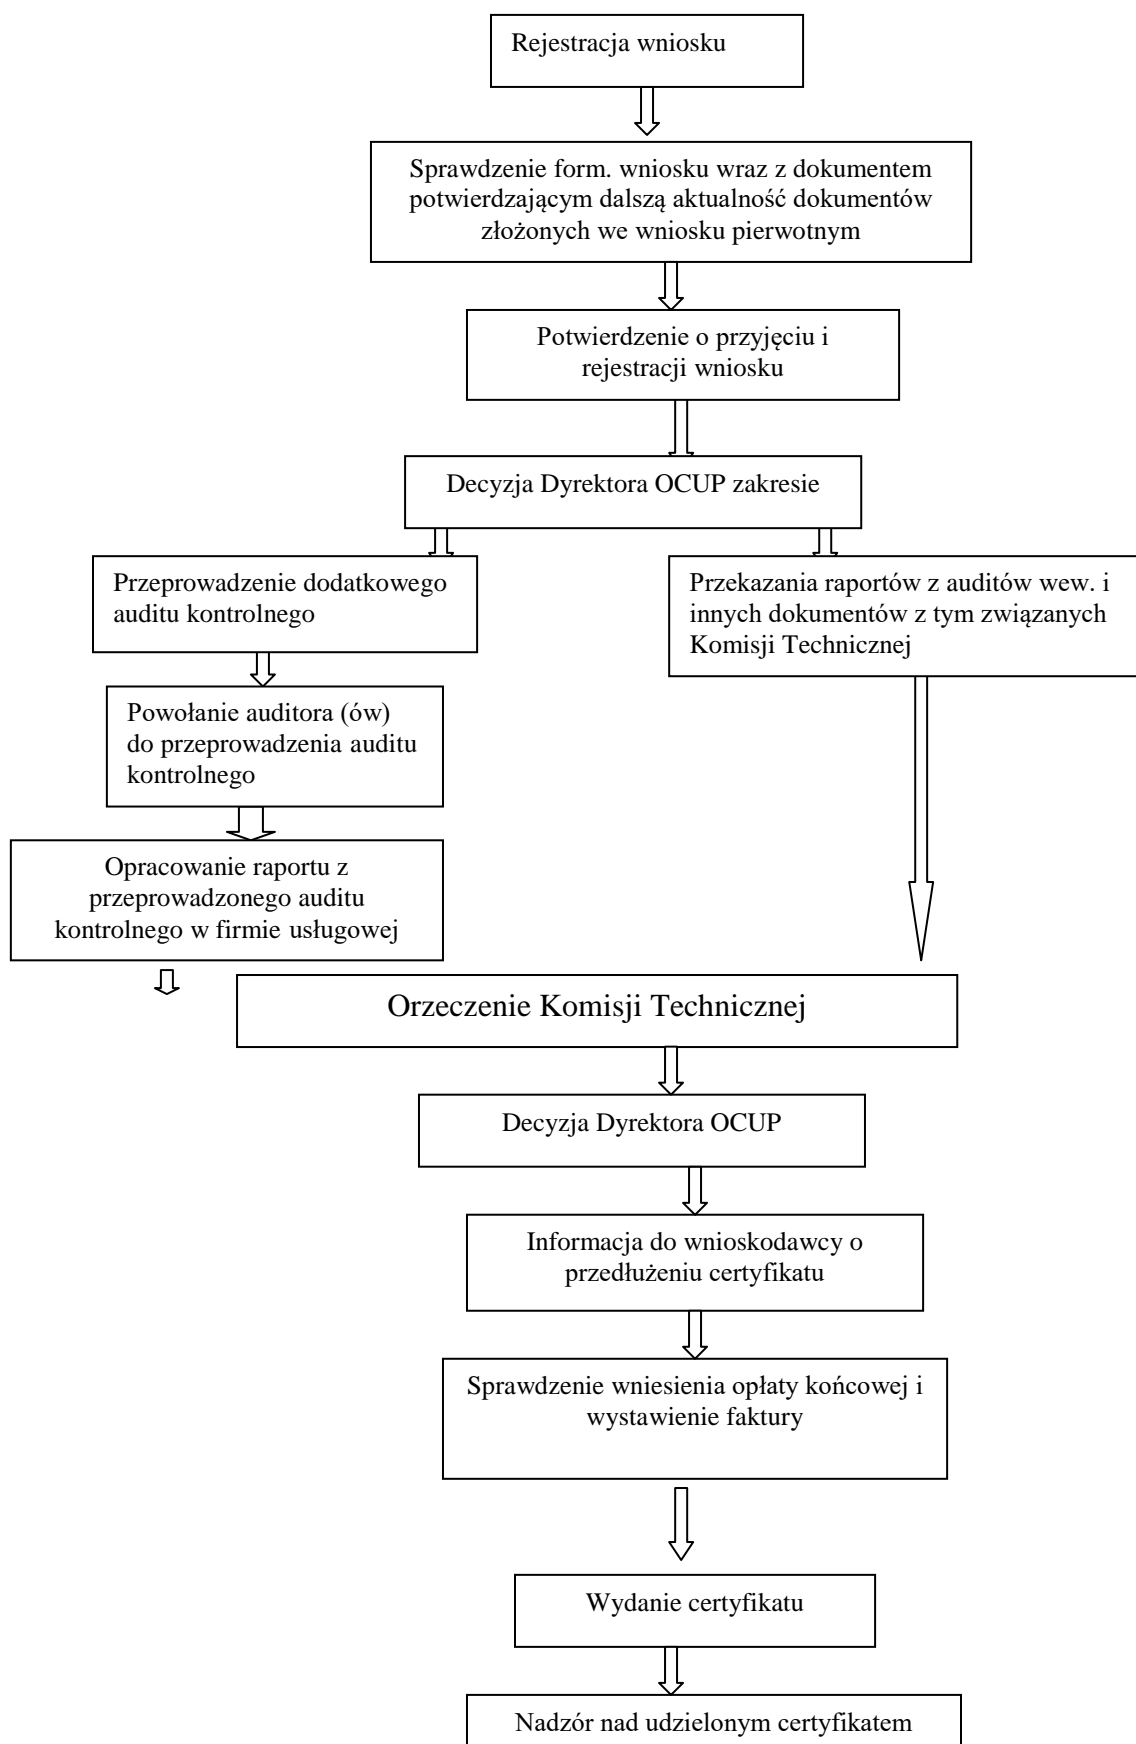 Rejestracja wniosku
Sprawdzenie form. wniosku wraz z dokumentem
potwierdzającym dalszą aktualność dokumentów
złożonych we wniosku pierwotnym
Potwierdzenie o przyjęciu i
rejestracji wniosku
Decyzja Dyrektora OCUP zakresie
Przeprowadzenie dodatkowego
auditu kontrolnego
Przekazania raportów z auditów wew. i
innych dokumentów z tym związanych
Komisji Technicznej
Powołanie auditora (ów)
do przeprowadzenia auditu
kontrolnego
Opracowanie raportu z
przeprowadzonego auditu
kontrolnego w firmie usługowej
Orzeczenie Komisji Technicznej
Decyzja Dyrektora OCUP
Informacja do wnioskodawcy o
przedłużeniu certyfikatu
Sprawdzenie wniesienia opłaty końcowej i
wystawienie faktury
Wydanie certyfikatu
Nadzór nad udzielonym certyfikatem